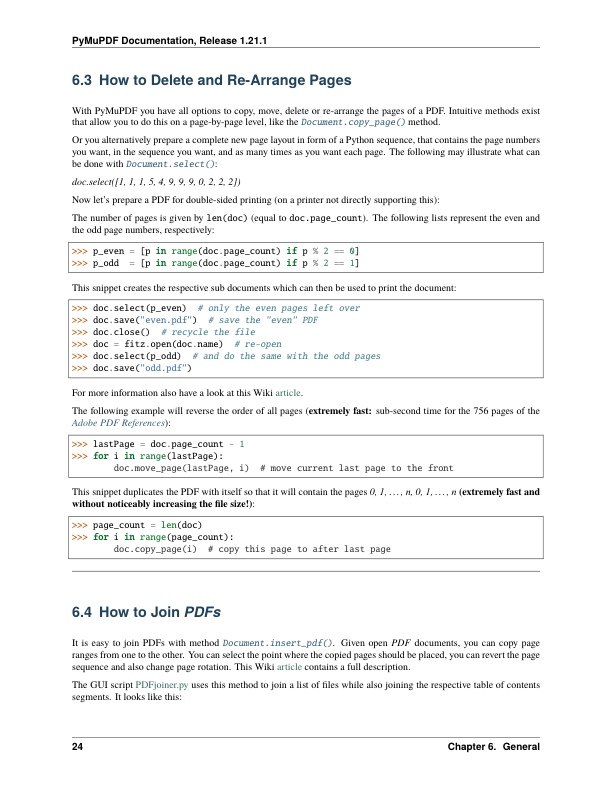 PyMuPDF Documentation, Release 1.21.1
6.3 How to Delete and Re-Arrange Pages
With PyMuPDF you have all options to copy, move, delete or re-arrange the pages of a PDF. Intuitive methods exist
that allow you to do this on a page-by-page level, like the Document.copy_page() method.
Or you alternatively prepare a complete new page layout in form of a Python sequence, that contains the page numbers
you want, in the sequence you want, and as many times as you want each page. The following may illustrate what can
be done with Document.select():
doc.select([1, 1, 1, 5, 4, 9, 9, 9, 0, 2, 2, 2])
Now let's prepare a PDF for double-sided printing (on a printer not directly supporting this):
The number of pages is given by len(doc) (equal to doc.page_count). The following lists represent the even and
the odd page numbers, respectively:
>>> p_even = [p in range(doc.page_count) if p % 2 == 0]
>>> p_odd  = [p in range(doc.page_count) if p % 2 == 1]
This snippet creates the respective sub documents which can then be used to print the document:
>>> doc.select(p_even)  # only the even pages left over
>>> doc.save("even.pdf")  # save the "even" PDF
>>> doc.close()  # recycle the file
>>> doc = fitz.open(doc.name)  # re-open
>>> doc.select(p_odd)  # and do the same with the odd pages
>>> doc.save("odd.pdf")
For more information also have a look at this Wiki article.
The following example will reverse the order of all pages (extremely fast: sub-second time for the 756 pages of the
Adobe PDF References):
>>> lastPage = doc.page_count - 1
>>> for i in range(lastPage):
        doc.move_page(lastPage, i)  # move current last page to the front
This snippet duplicates the PDF with itself so that it will contain the pages 0, 1, ..., n, 0, 1, ..., n (extremely fast and
without noticeably increasing the file size!):
>>> page_count = len(doc)
>>> for i in range(page_count):
        doc.copy_page(i)  # copy this page to after last page
6.4 How to Join PDFs
It is easy to join PDFs with method Document.insert_pdf(). Given open PDF documents, you can copy page
ranges from one to the other. You can select the point where the copied pages should be placed, you can revert the page
sequence and also change page rotation. This Wiki article contains a full description.
The GUI script PDFjoiner.py uses this method to join a list of files while also joining the respective table of contents
segments. It looks like this:
24
Chapter 6. General